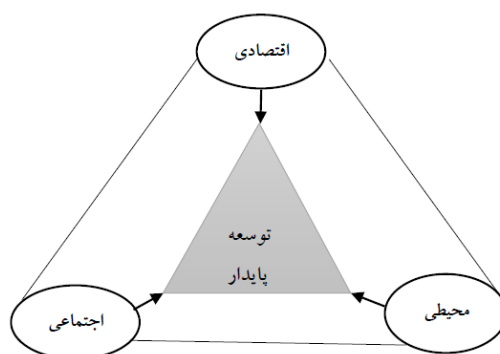 اقتصادی
توسعه
پایدار
محیطی
اجتماعی